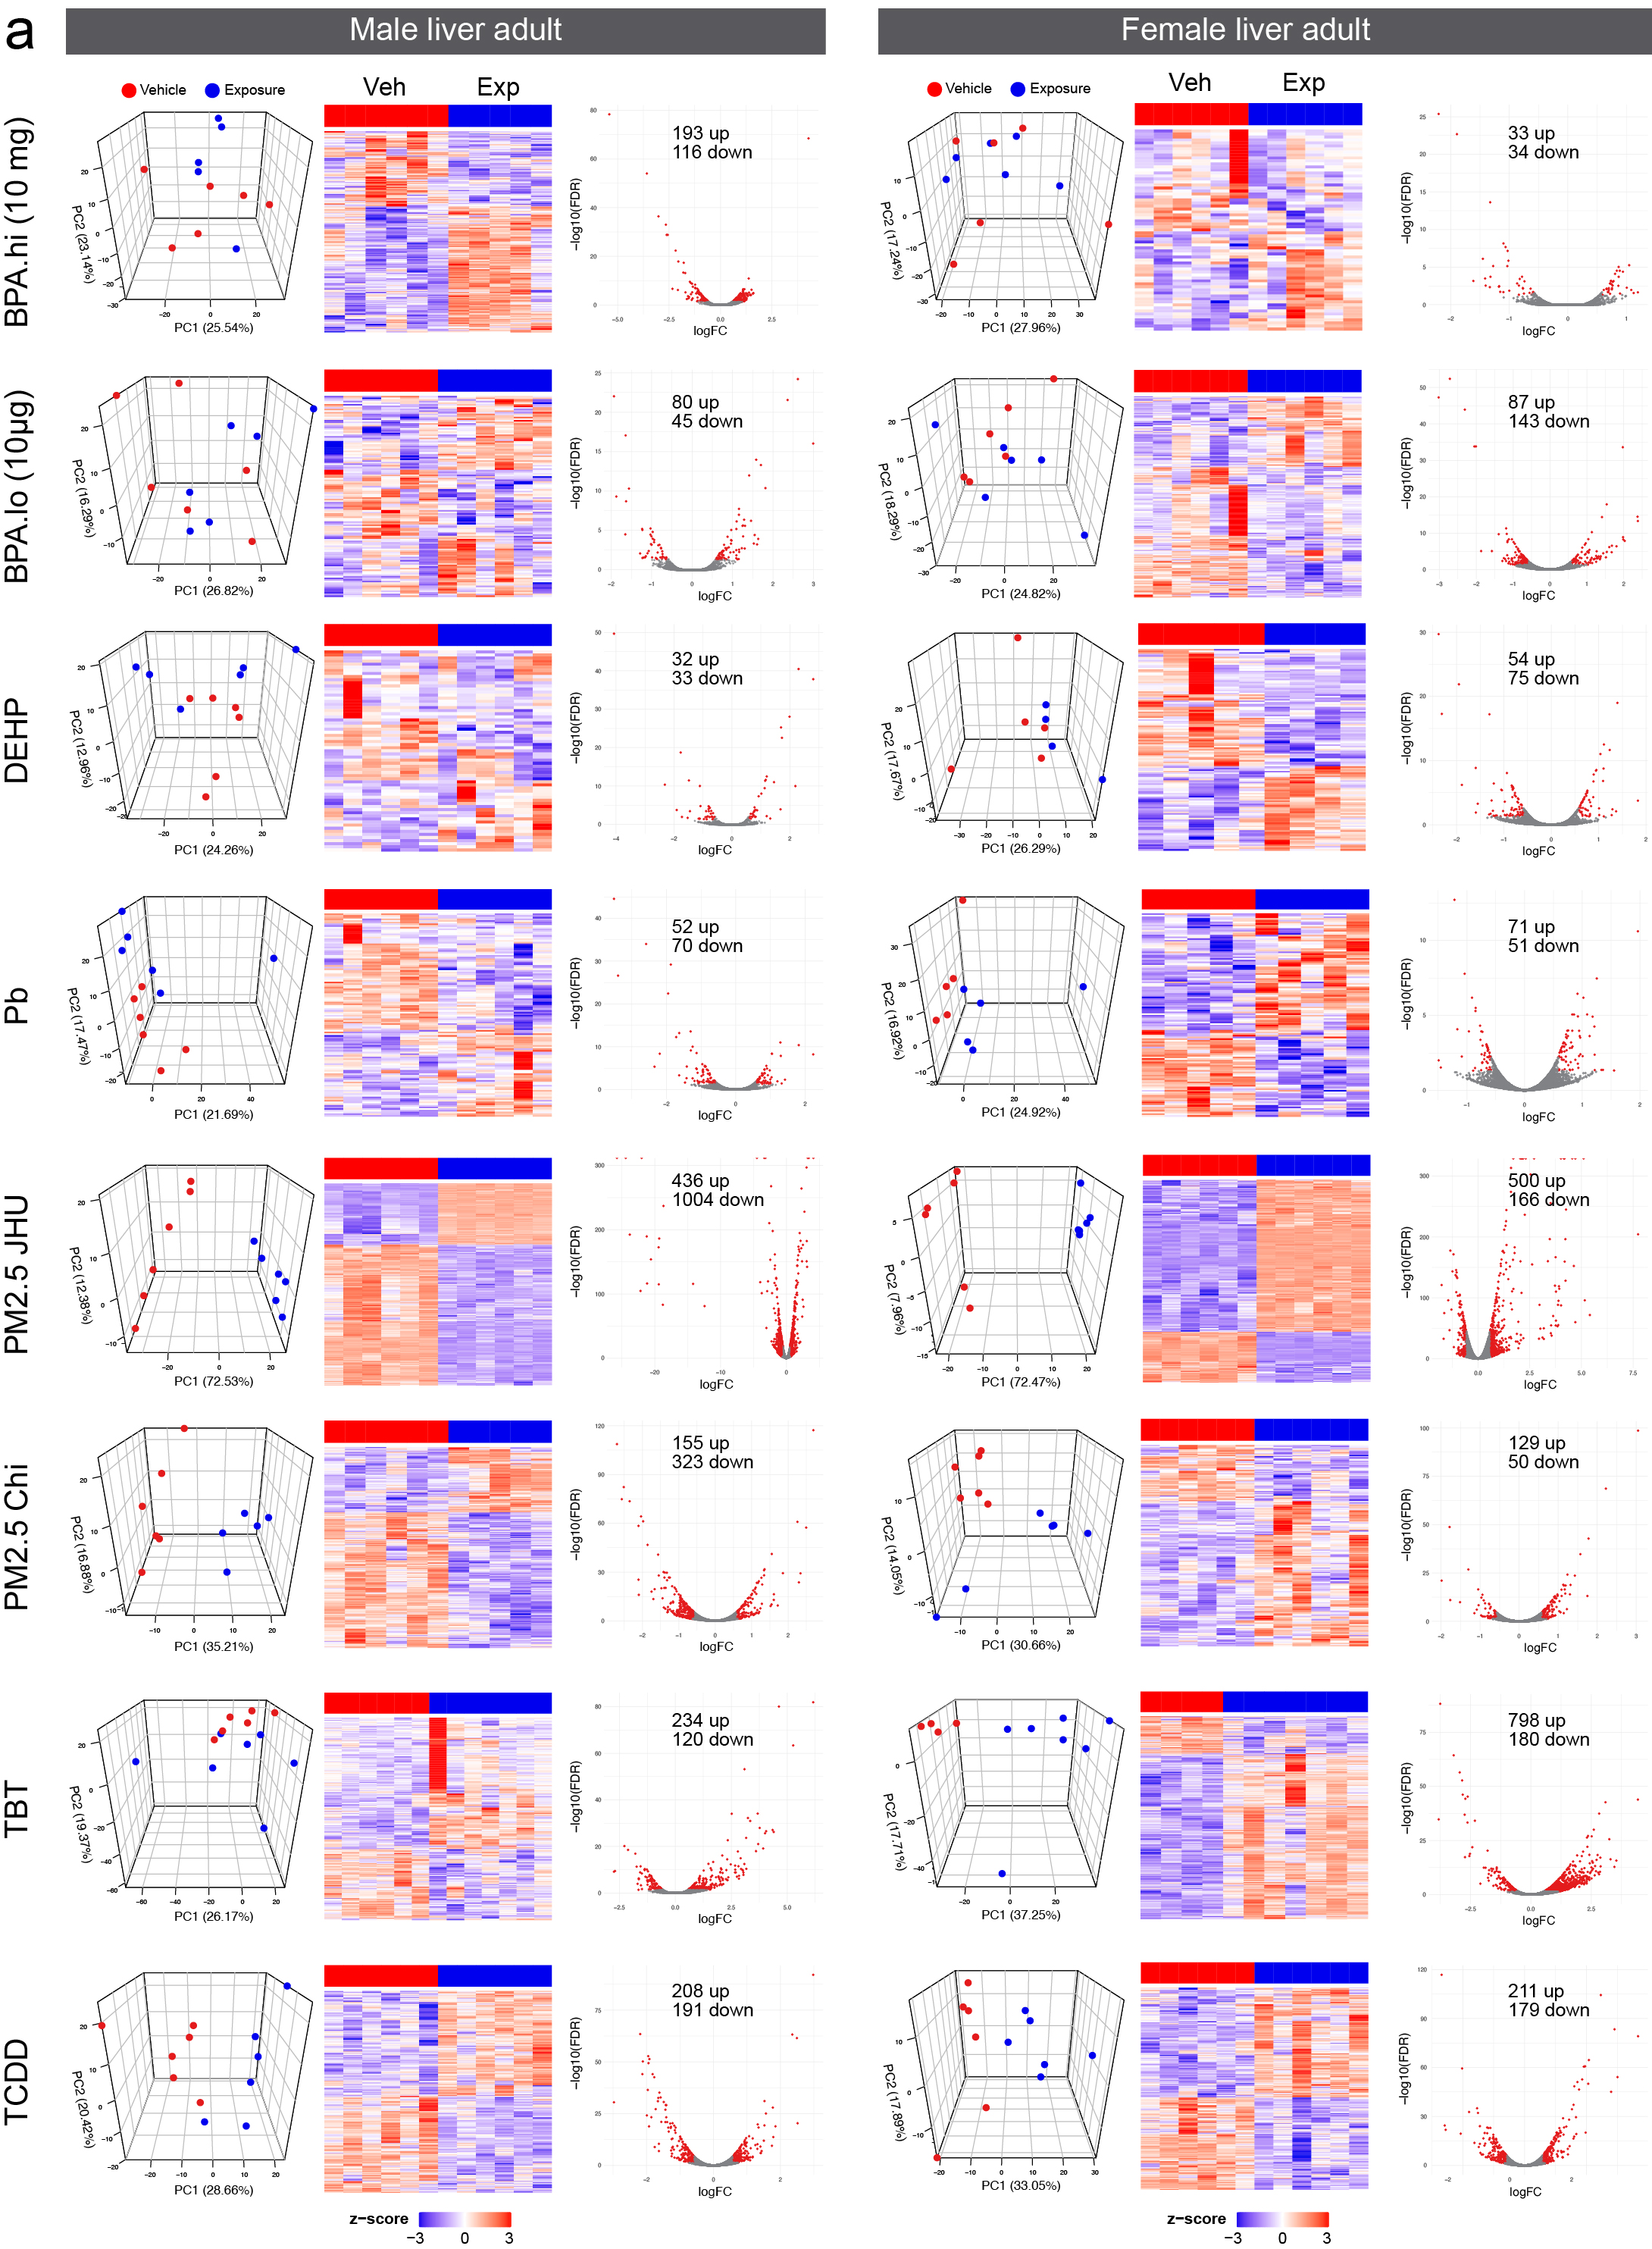 a
Male liver adult
Female liver adult
Vehicle Exposure
Veh Exp
Vehicle Exposure
Veh Exp
BPA.hi (10 mg)
PC2 (23.14%)
PC1 (25.54%)
−log10(FDR)
193 up
116 down
logFC
PC2 (17.24%)
PC1 (27.96%)
−log10(FDR)
33 up
34 down
logFC
BPA.lo (10µg)
PC2 (16.29%)
PC1 (26.82%)
−log10(FDR)
80 up
45 down
logFC
PC2 (18.29%)
PC1 (24.82%)
−log10(FDR)
87 up
143 down
logFC
DEHP
PC2 (12.96%)
PC1 (24.26%)
−log10(FDR)
32 up
33 down
logFC
PC2 (17.67%)
PC1 (26.29%)
−log10(FDR)
54 up
75 down
logFC
Pb
PC2 (17.47%)
PC1 (21.69%)
−log10(FDR)
52 up
70 down
logFC
PC2 (16.92%)
PC1 (24.92%)
−log10(FDR)
71 up
51 down
logFC
PM2.5 JHU
PC2 (12.38%)
PC1 (72.53%)
−log10(FDR)
436 up
1004 down
logFC
PC2 (7.96%)
PC1 (72.47%)
−log10(FDR)
500 up
166 down
logFC
PM2.5 Chi
PC2 (16.88%)
PC1 (35.21%)
−log10(FDR)
155 up
323 down
logFC
PC2 (14.05%)
PC1 (30.66%)
−log10(FDR)
129 up
50 down
logFC
TBT
PC2 (19.37%)
PC1 (26.17%)
−log10(FDR)
234 up
120 down
logFC
PC2 (17.71%)
PC1 (37.25%)
−log10(FDR)
798 up
180 down
logFC
TCDD
PC2 (20.42%)
PC1 (28.66%)
−log10(FDR)
208 up
191 down
logFC
PC2 (17.89%)
PC1 (33.05%)
−log10(FDR)
211 up
179 down
logFC
z−score
−3 0 3
z−score
−3 0 3